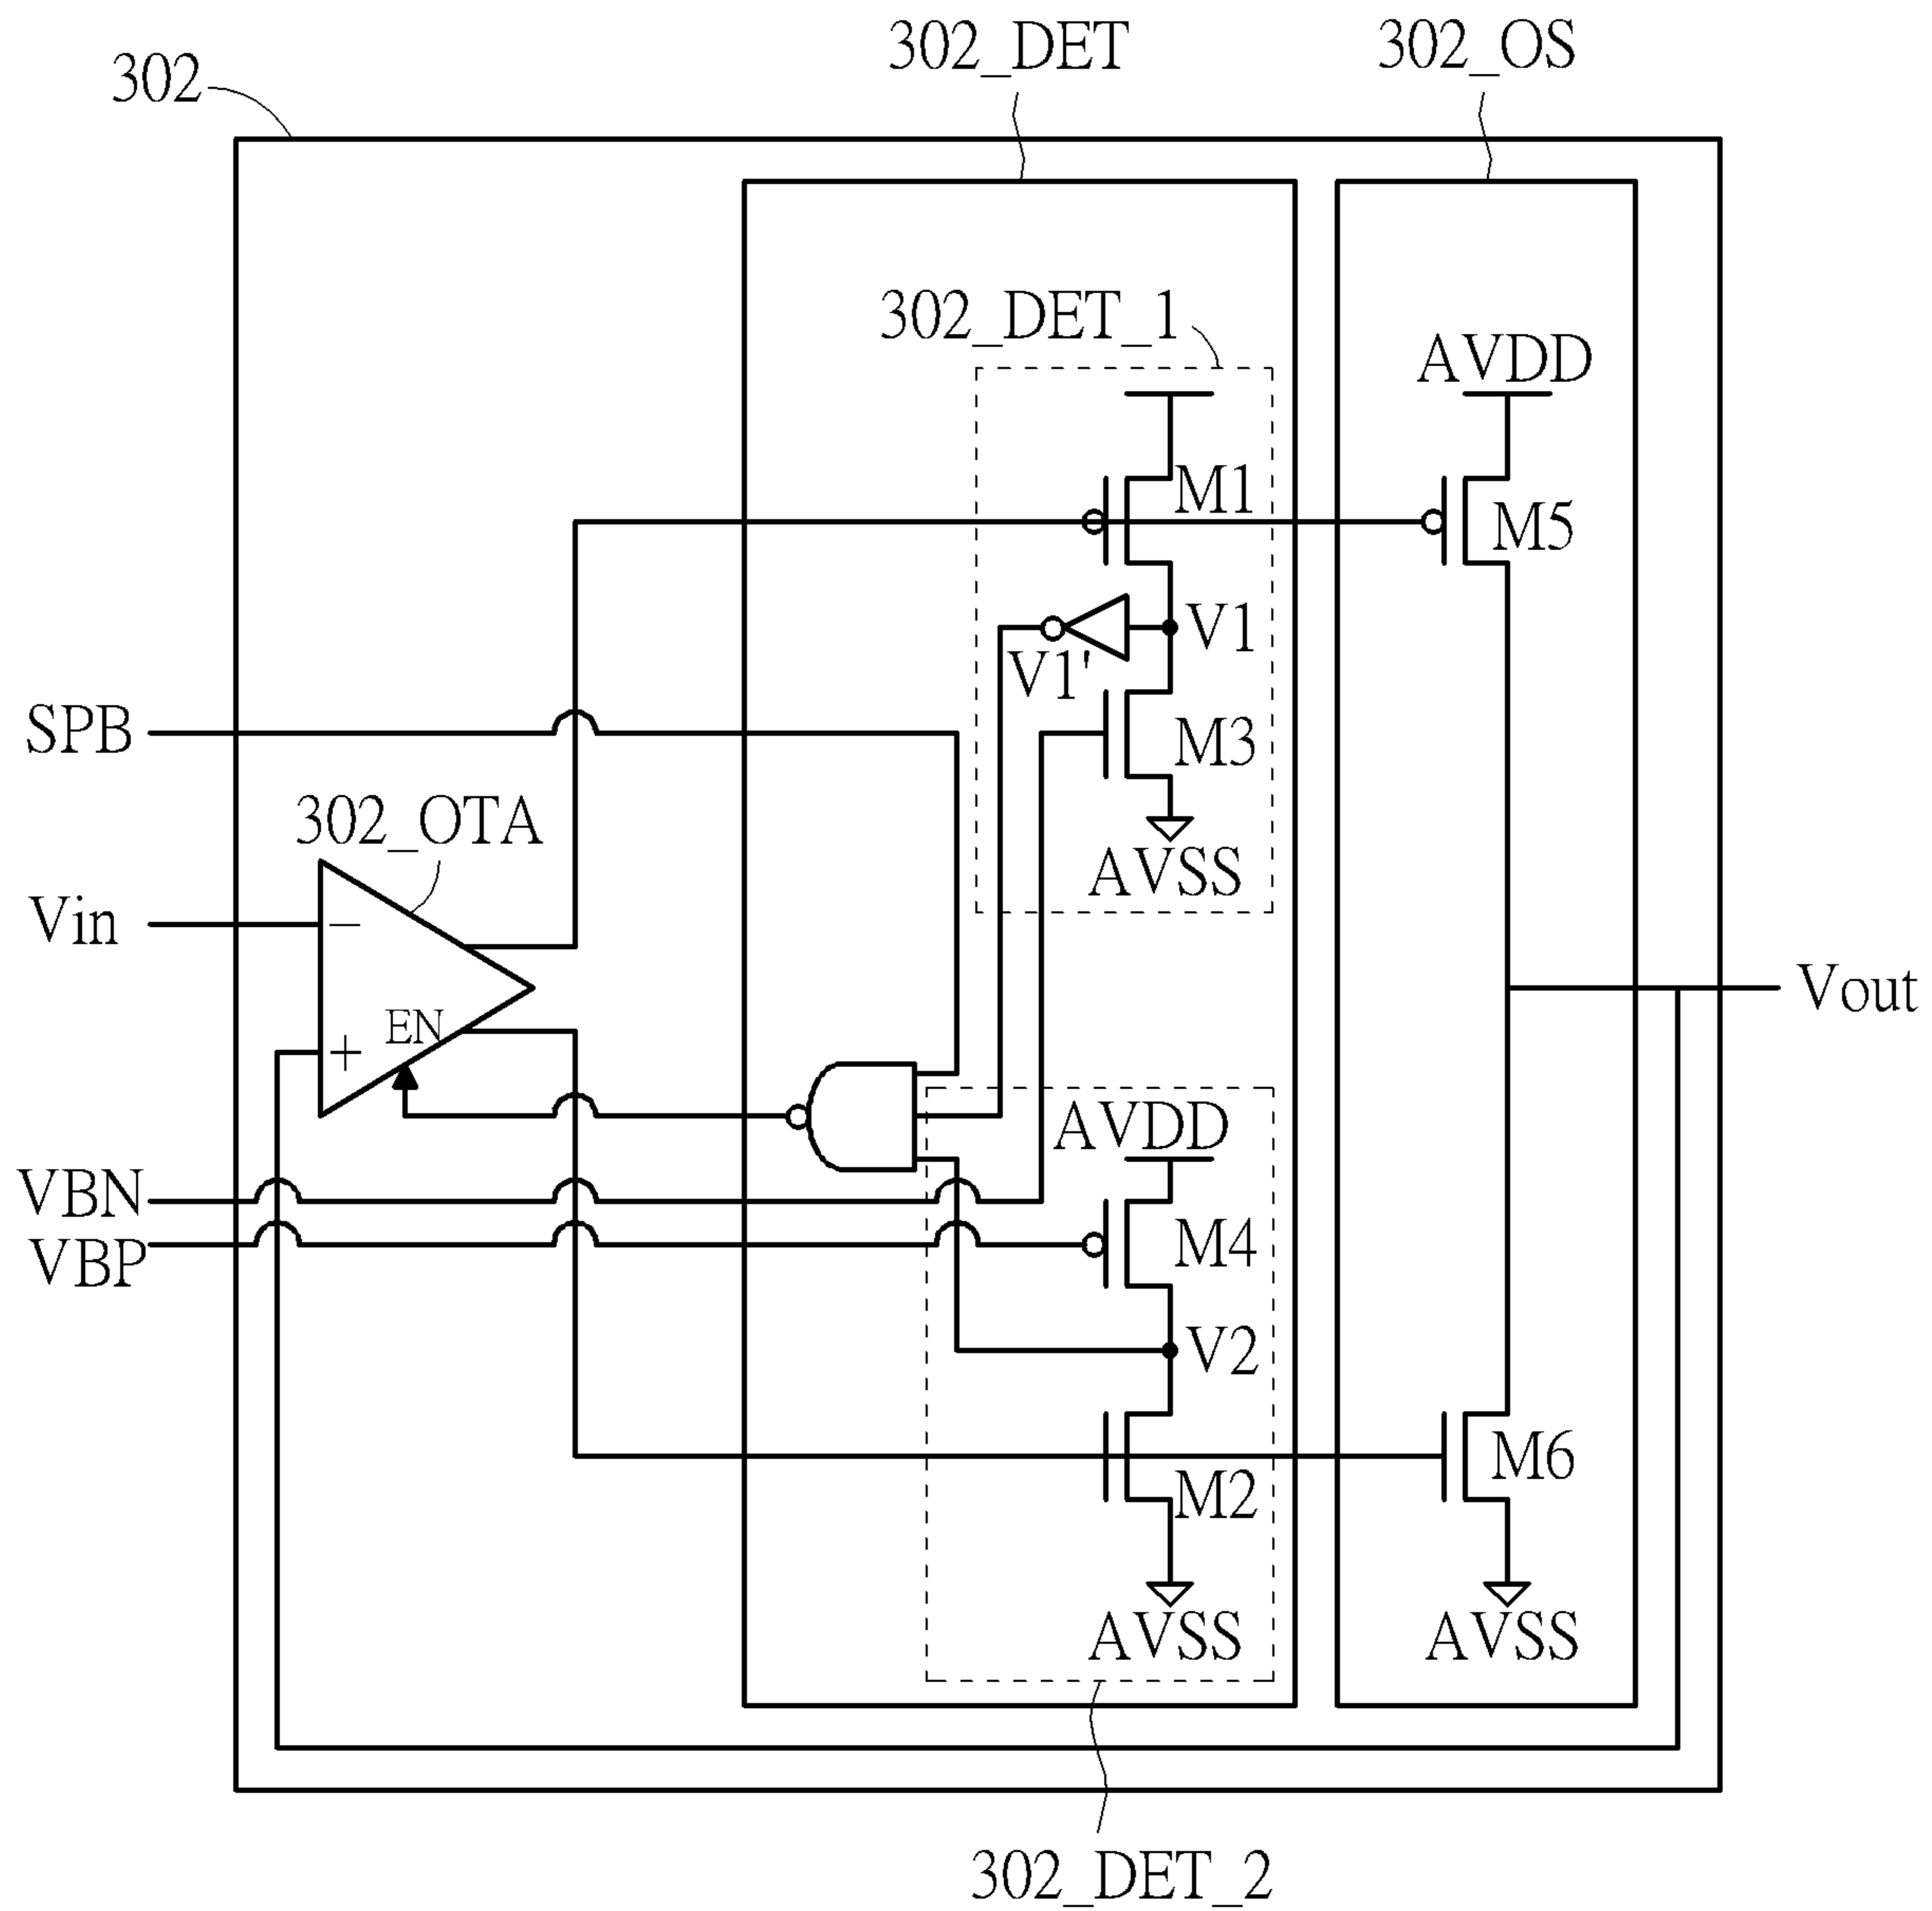 302
302_DET
302_OS
302_DET_1
AVDD
M1
M5
V1
V1'
SPB
M3
302_OTA
AVSS
Vin
−
Vout
EN
+
AVDD
VBN
VBP
M4
V2
M6
M2
AVSS
AVSS
302_DET_2